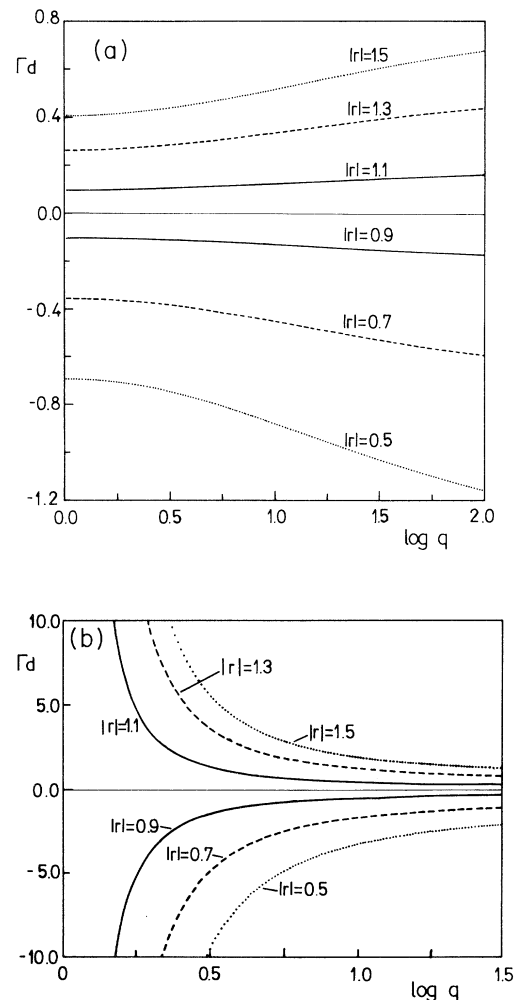 0.8
(a)
Γd
|r|=1.5
0.4
|r|=1.3
|r|=1.1
0.0
|r|=0.9
-0.4
|r|=0.7
-0.8
|r|=0.5
-1.2
0.0 0.5 1.0 1.5 2.0
log q
10.0
(b)
Γd
|r|=1.3
5.0
|r|=1.1
|r|=1.5
0.0
|r|=0.9
|r|=0.7
-5.0
|r|=0.5
-10.0
0 0.5 1.0 1.5
log q